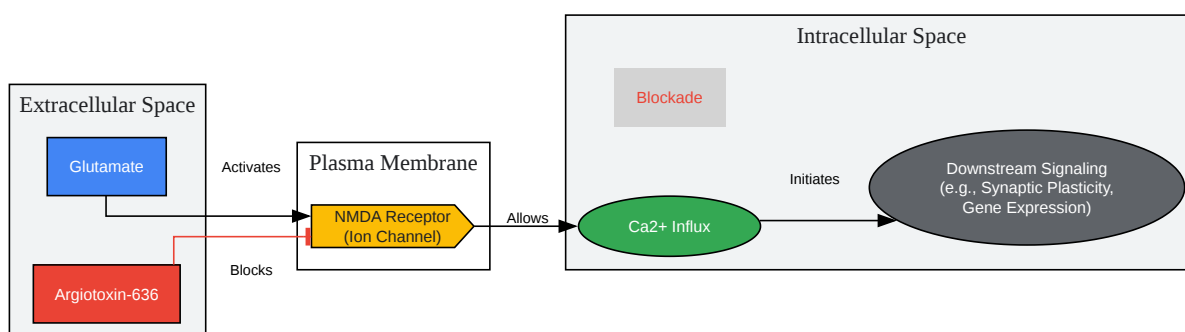 Extracellular Space
Glutamate
Argiotoxin-636
Activates
Blocks
Plasma Membrane
NMDA Receptor
(Ion Channel)
Allows
Intracellular Space
Blockade
Ca2+ Influx
Initiates
Downstream Signaling
(e.g., Synaptic Plasticity,
Gene Expression)